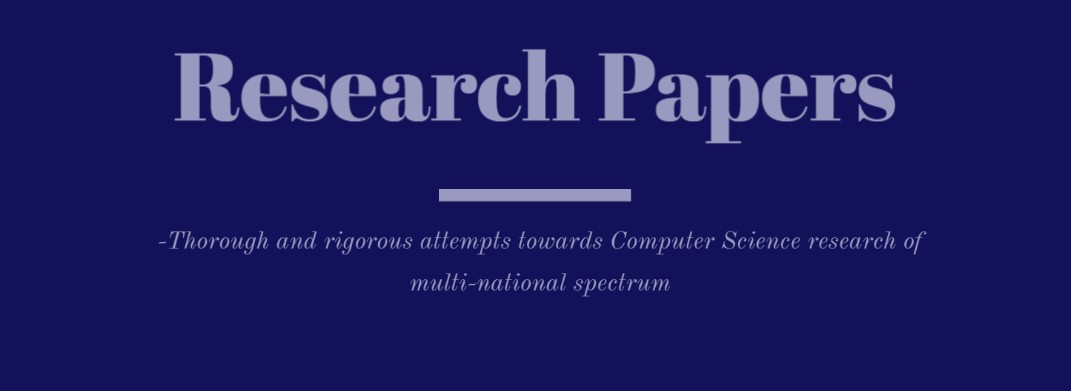 Research Papers
-Thorough and rigorous attempts towards Computer Science research of
multi-national spectrum